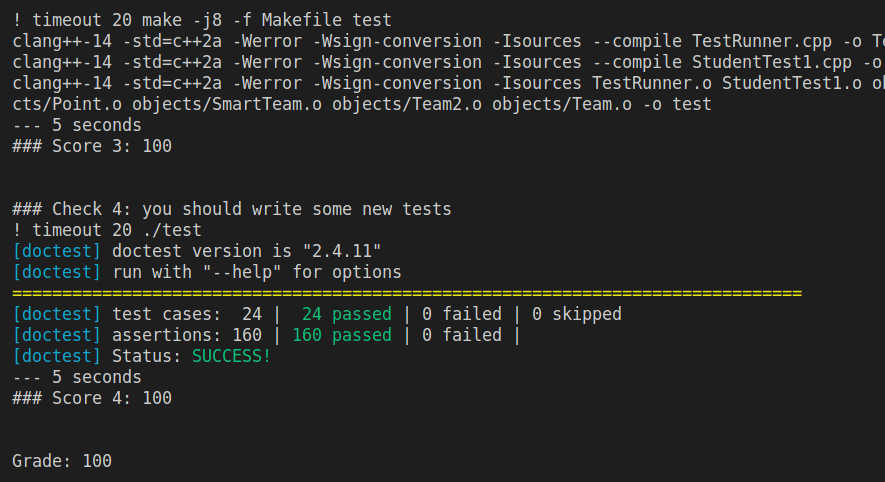 ! timeout 20 make -j8 -f Makefile test
clang++-14 -std=c++2a -Werror -Wsign-conversion -Isources --compile TestRunner.cpp -o Te
clang++-14 -std=c++2a -Werror -Wsign-conversion -Isources --compile StudentTest1.cpp -o
clang++-14 -std=c++2a -Werror -Wsign-conversion -Isources TestRunner.o StudentTest1.o ob
cts/Point.o objects/SmartTeam.o objects/Team2.o objects/Team.o -o test
--- 5 seconds
### Score 3: 100
### Check 4: you should write some new tests
! timeout 20 ./test
[doctest] doctest version is "2.4.11"
[doctest] run with "--help" for options
===============================================================================
[doctest] test cases:  24 |  24 passed | 0 failed | 0 skipped
[doctest] assertions: 160 | 160 passed | 0 failed |
[doctest] Status: SUCCESS!
--- 5 seconds
### Score 4: 100
Grade: 100